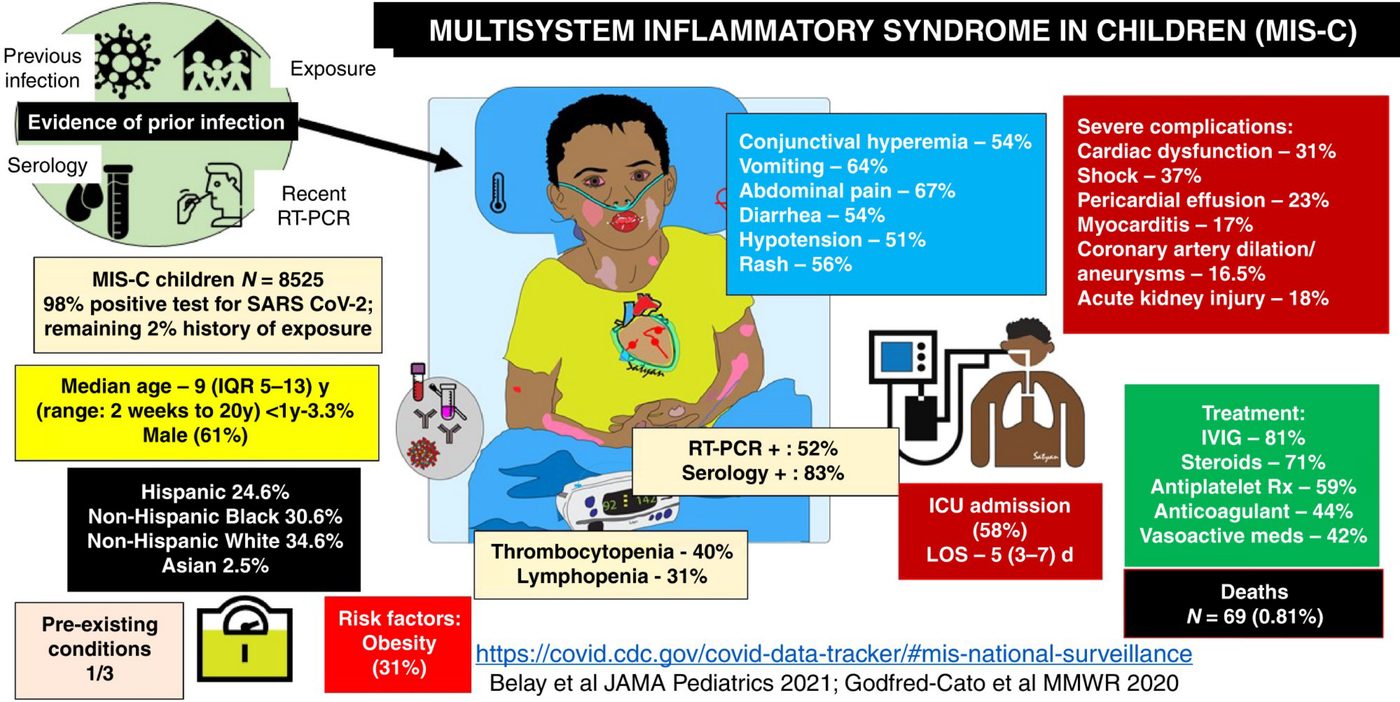 MULTISYSTEM INFLAMMATORY SYNDROME IN CHILDREN (MIS-C)
Previous
infection
Exposure
Evidence of prior infection
Serology
Recent
RT-PCR
MIS-C children N = 8525
98% positive test for SARS CoV-2;
remaining 2% history of exposure
Median age – 9 (IQR 5–13) y
(range: 2 weeks to 20y) <1y-3.3%
Male (61%)
Hispanic 24.6%
Non-Hispanic Black 30.6%
Non-Hispanic White 34.6%
Asian 2.5%
Pre-existing
conditions
1/3
Risk factors:
Obesity
(31%)
Conjunctival hyperemia – 54%
Vomiting – 64%
Abdominal pain – 67%
Diarrhea – 54%
Hypotension – 51%
Rash – 56%
Satyan
RT-PCR + : 52%
Serology + : 83%
92 142
Thrombocytopenia - 40%
Lymphopenia - 31%
Severe complications:
Cardiac dysfunction – 31%
Shock – 37%
Pericardial effusion – 23%
Myocarditis – 17%
Coronary artery dilation/
aneurysms – 16.5%
Acute kidney injury – 18%
Satyan
ICU admission
(58%)
LOS – 5 (3–7) d
Treatment:
IVIG – 81%
Steroids – 71%
Antiplatelet Rx – 59%
Anticoagulant – 44%
Vasoactive meds – 42%
Deaths
N = 69 (0.81%)
https://covid.cdc.gov/covid-data-tracker/#mis-national-surveillance
Belay et al JAMA Pediatrics 2021; Godfred-Cato et al MMWR 2020